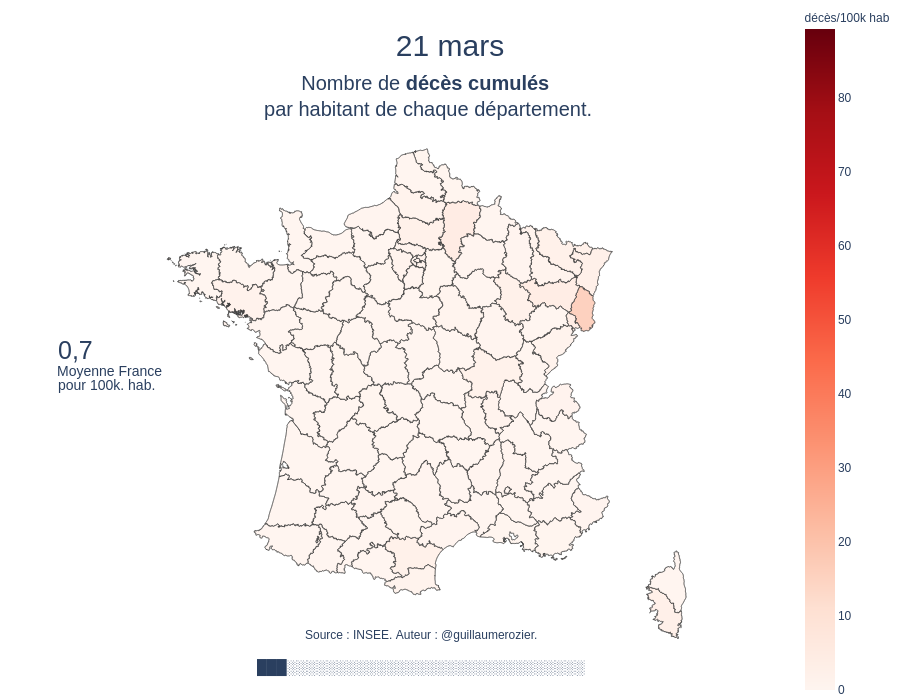 décès/100k hab
21 mars
Nombre de décès cumulés
par habitant de chaque département.
80
70
60
50
40
30
20
10
0
0,7
Moyenne France
pour 100k. hab.
Source : INSEE. Auteur : @guillaumerozier.